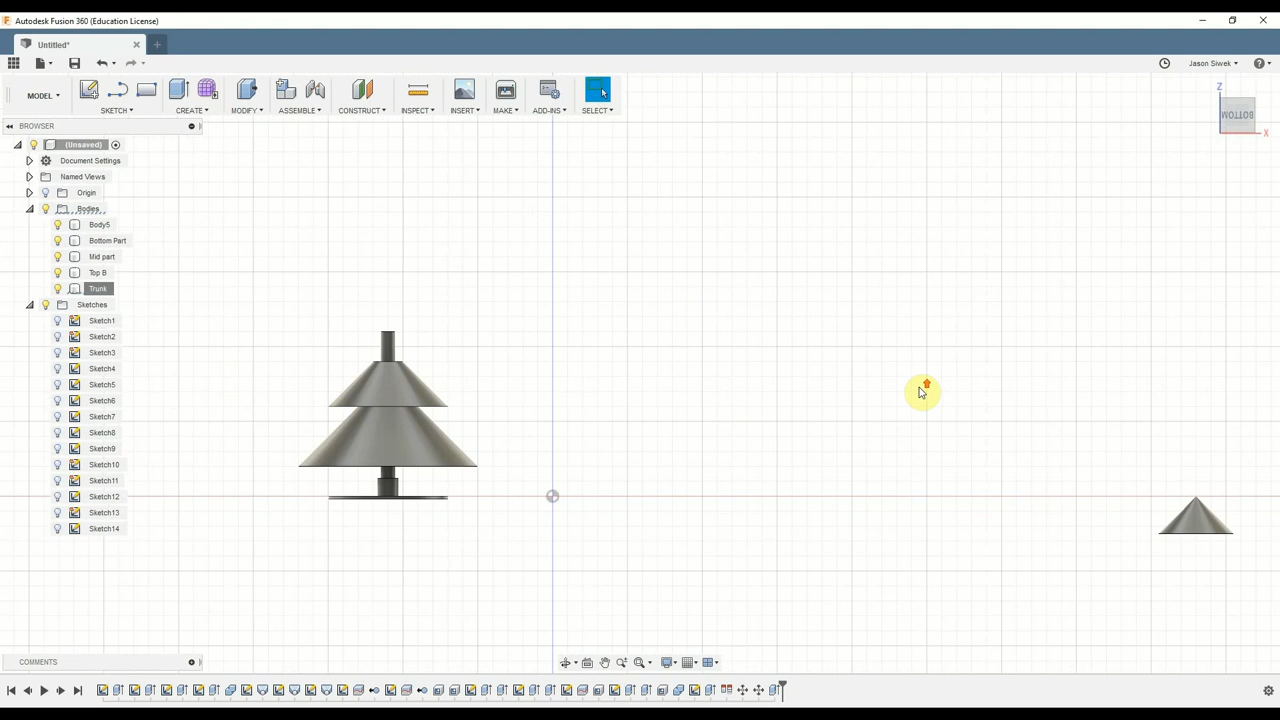 Autodesk Fusion 360 (Education License)
Untitled*
Jason Siwek
MODEL
SKETCH
CREATE
MODIFY
ASSEMBLE
CONSTRUCT
INSPECT
INSERT
MAKE
ADD-INS
SELECT
Z
BOTTOM
X
BROWSER
(Unsaved)
Document Settings
Named Views
Origin
Bodies
Body5
Bottom Part
Mid part
Top B
Trunk
Sketches
Sketch1
Sketch2
Sketch3
Sketch4
Sketch5
Sketch6
Sketch7
Sketch8
Sketch9
Sketch10
Sketch11
Sketch12
Sketch13
Sketch14
COMMENTS